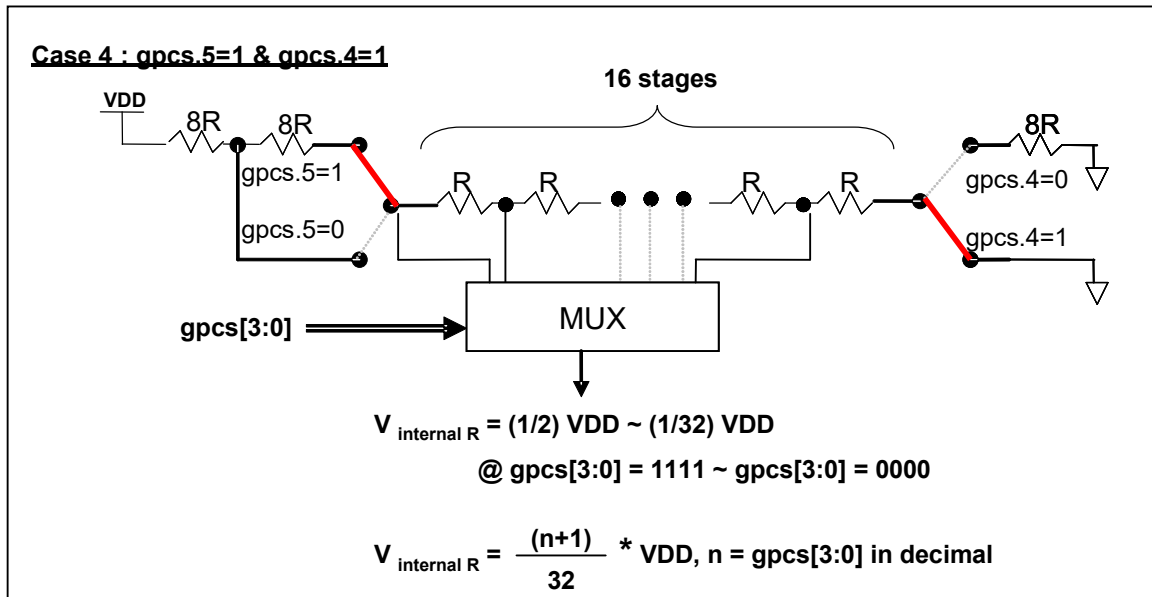 Case 4 : gpcs.5=1 & gpcs.4=1
16 stages
VDD
8R
8R
8R
gpcs.5=1
R
R
R
R
gpcs.4=0
gpcs.5=0
gpcs.4=1
MUX
gpcs[3:0]
V internal R = (1/2) VDD ~ (1/32) VDD
@ gpcs[3:0] = 1111 ~ gpcs[3:0] = 0000
V internal R = (n+1) / 32 * VDD, n = gpcs[3:0] in decimal